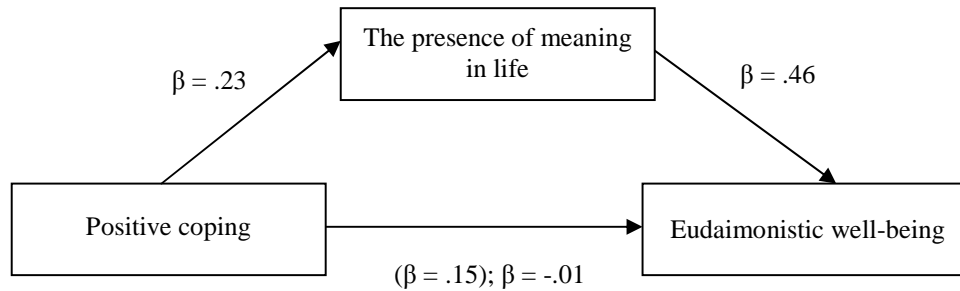 The presence of meaning
in life
β = .23
β = .46
Positive coping
Eudaimonistic well-being
(β = .15); β = -.01